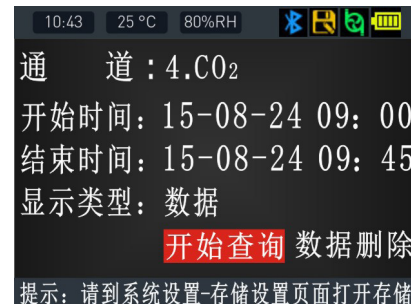 10:43 25 °C 80%RH
通 道：4.CO₂
开始时间：15-08-24 09：00
结束时间：15-08-24 09：45
显示类型：数据
开始查询 数据删除
提示：请到系统设置-存储设置页面打开存储